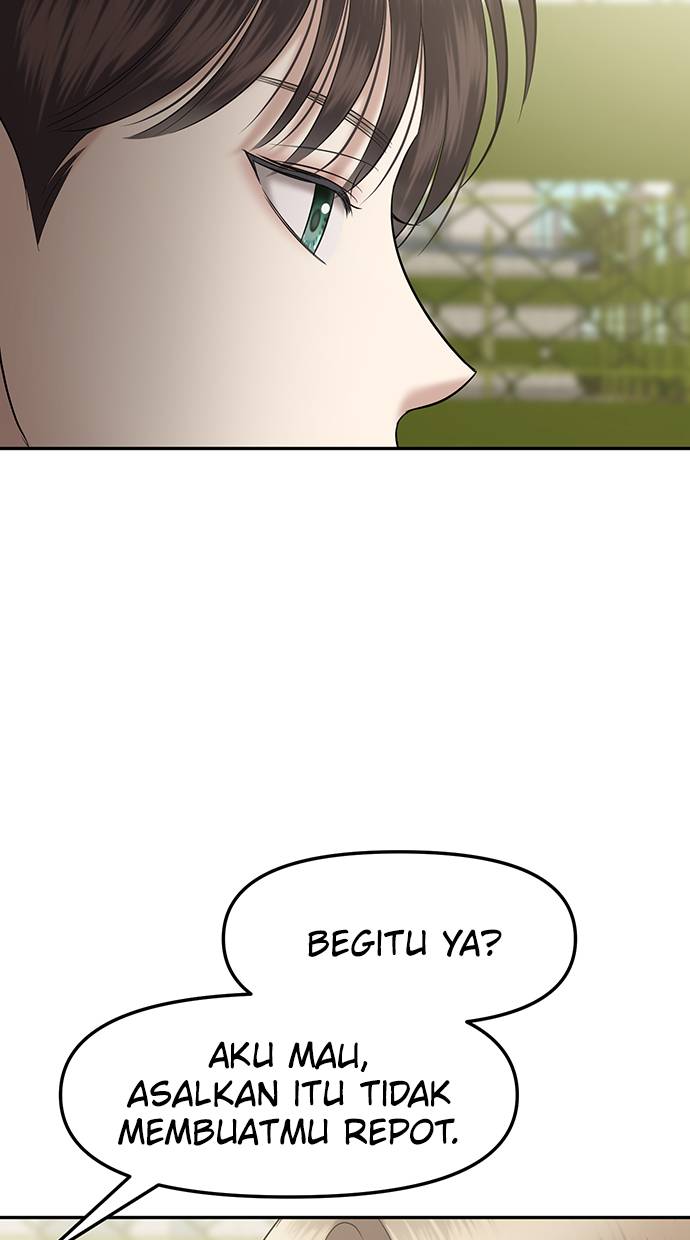 BEGITU YA?
AKU MAU,
ASALKAN ITU TIDAK
MEMBUATMU REPOT.